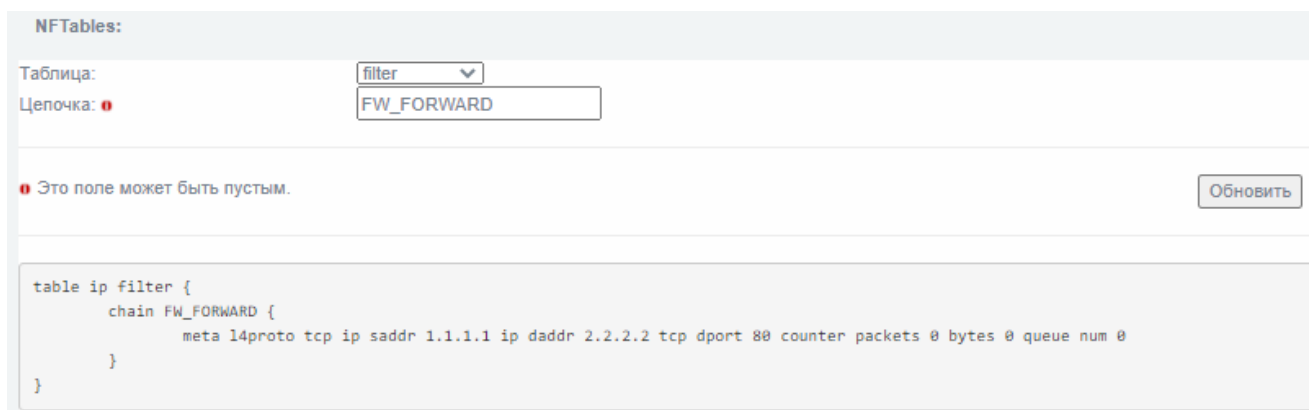 NFTables:
Таблица: filter
Цепочка: FW_FORWARD
Это поле может быть пустым. Обновить
table ip filter {
        chain FW_FORWARD {
                meta l4proto tcp ip saddr 1.1.1.1 ip daddr 2.2.2.2 tcp dport 80 counter packets 0 bytes 0 queue num 0
        }
}